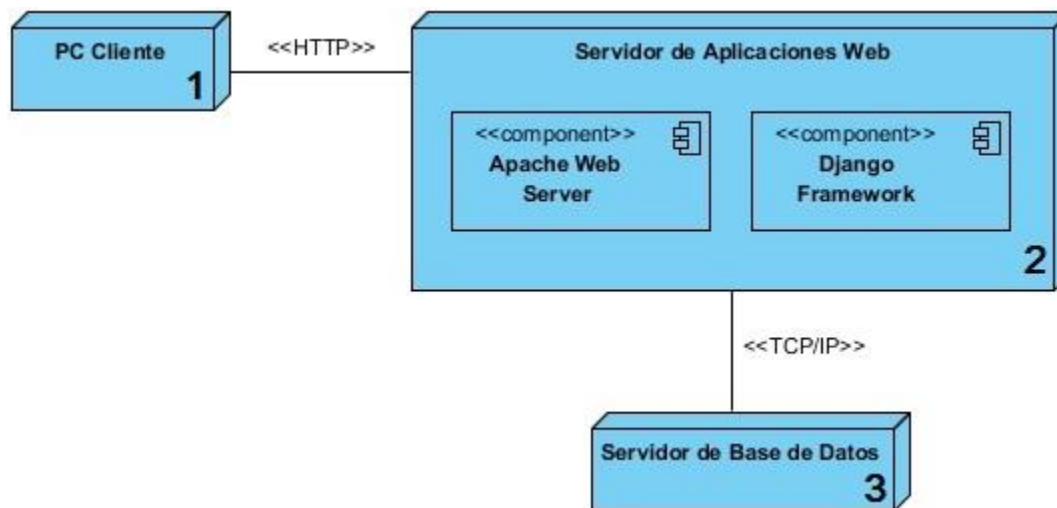 PC Cliente
1
<<HTTP>>
Servidor de Aplicaciones Web
<<component>>
Apache Web
Server
<<component>>
Django
Framework
2
<<TCP/IP>>
Servidor de Base de Datos
3